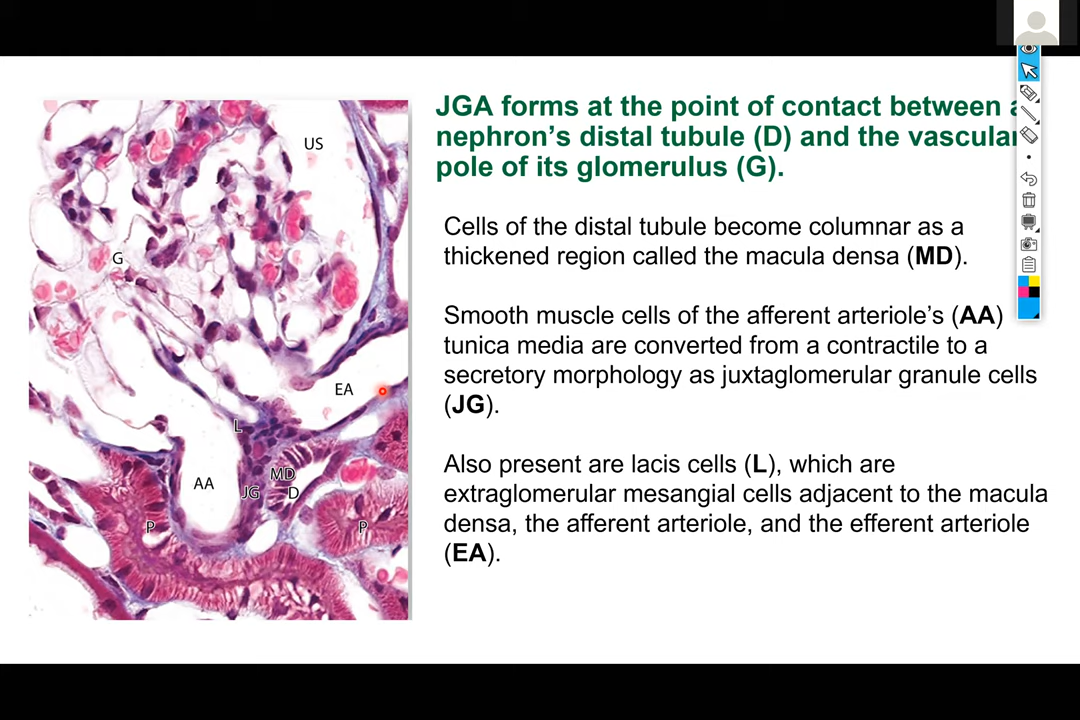 JGA forms at the point of contact between a
nephron’s distal tubule (D) and the vascular
pole of its glomerulus (G).
Cells of the distal tubule become columnar as a
thickened region called the macula densa (MD).
Smooth muscle cells of the afferent arteriole’s (AA)
tunica media are converted from a contractile to a
secretory morphology as juxtaglomerular granule cells
(JG).
Also present are lacis cells (L), which are
extraglomerular mesangial cells adjacent to the macula
densa, the afferent arteriole, and the efferent arteriole
(EA).
US
G
EA
L
MD
AA
JG
D
P
P